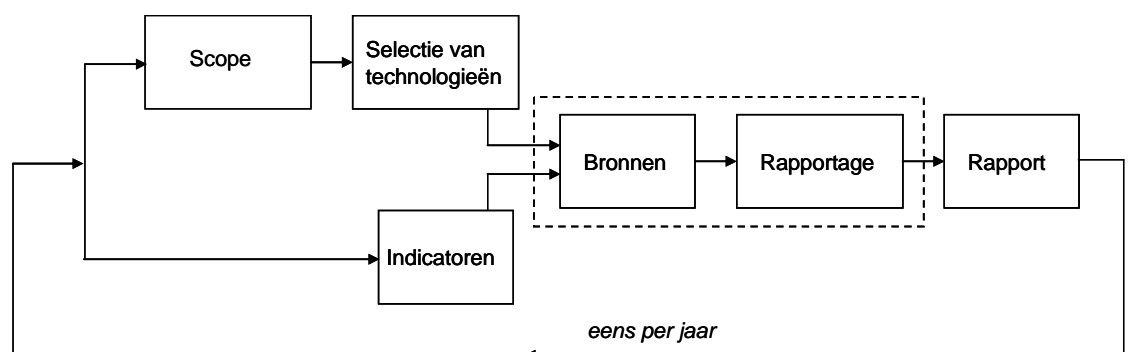 Scope
Selectie van
technologieën
Bronnen
Rapportage
Rapport
Indicatoren
eens per jaar